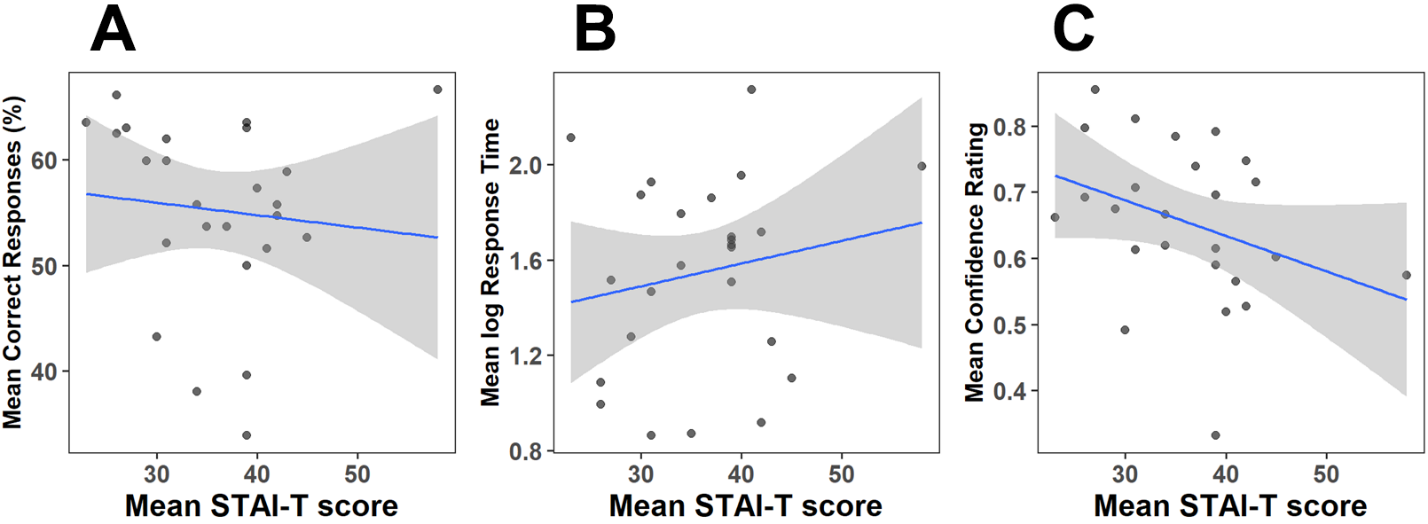 A
Mean Correct Responses (%)
60
50
40
30 40 50
Mean STAI-T score
B
Mean log Response Time
2.0
1.6
1.2
0.8
30 40 50
Mean STAI-T score
C
Mean Confidence Rating
0.8
0.7
0.6
0.5
0.4
30 40 50
Mean STAI-T score